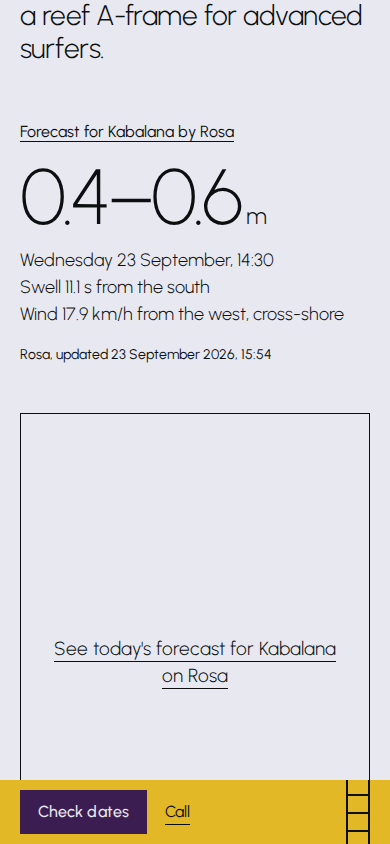 a reef A-frame for advanced
surfers.
Forecast for Kabalana by Rosa
0.4–0.6 m
Wednesday 23 September, 14:30
Swell 11.1 s from the south
Wind 17.9 km/h from the west, cross-shore
Rosa, updated 23 September 2026, 15:54
See today's forecast for Kabalana
on Rosa
Check dates
Call